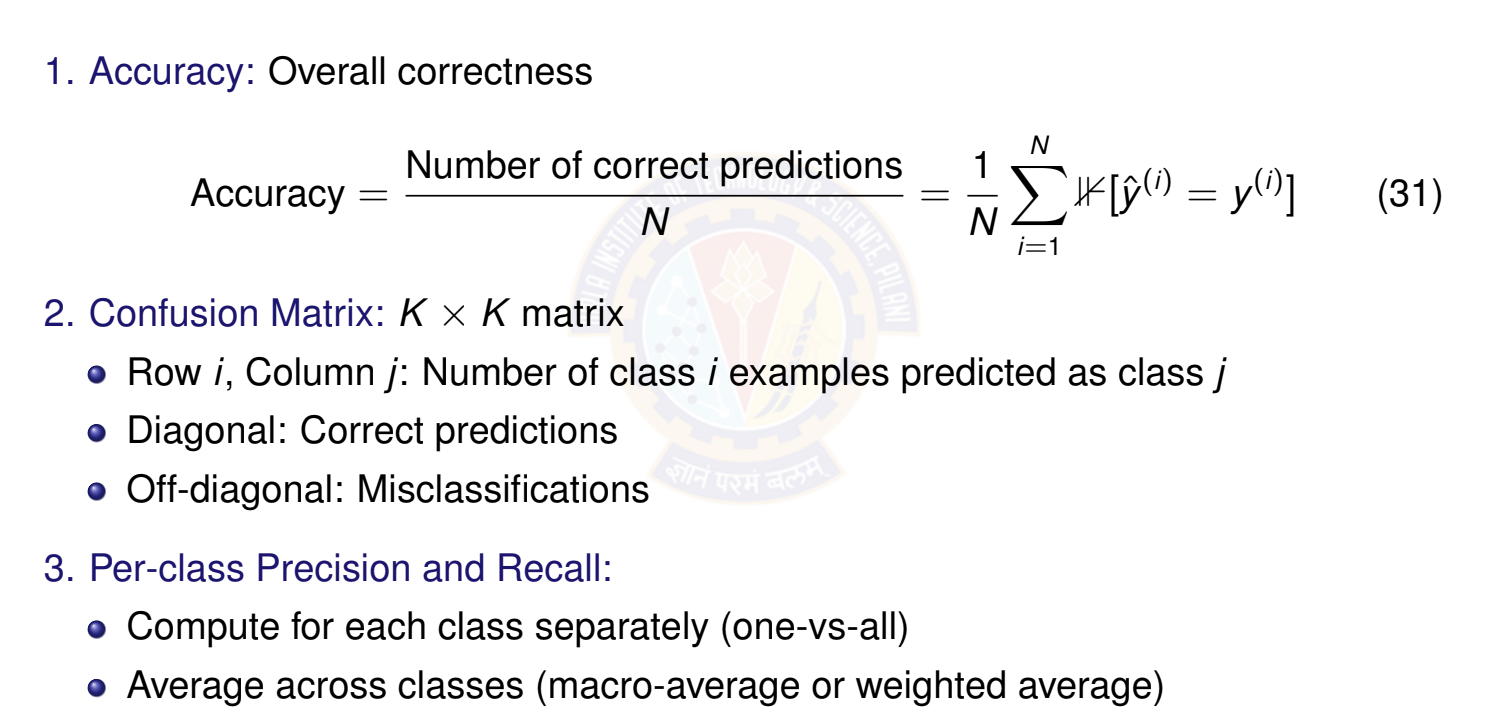 1. Accuracy: Overall correctness
Accuracy = Number of correct predictions / N = 1/N ∑_{i=1}^{N} ⊮[ŷ^{(i)} = y^{(i)}] (31)
2. Confusion Matrix: K × K matrix
• Row i, Column j: Number of class i examples predicted as class j
• Diagonal: Correct predictions
• Off-diagonal: Misclassifications
ज्ञानं परमं बलम्
3. Per-class Precision and Recall:
• Compute for each class separately (one-vs-all)
• Average across classes (macro-average or weighted average)